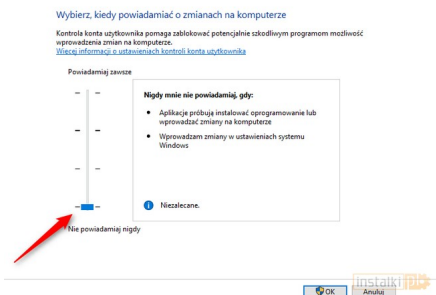 Wybierz, kiedy powiadamiać o zmianach na komputerze
Kontrola konta użytkownika pomaga zablokować potencjalnie szkodliwym programom możliwość
wprowadzenia zmian na komputerze.
Więcej informacji o ustawieniach kontroli konta użytkownika
Powiadamiaj zawsze
Nigdy mnie nie powiadamiaj, gdy:
• Aplikacje próbują instalować oprogramowanie lub
wprowadzać zmiany na komputerze
• Wprowadzam zmiany w ustawieniach systemu
Windows
Niezalecane.
Nie powiadamiaj nigdy
instalki pl
OK Anuluj